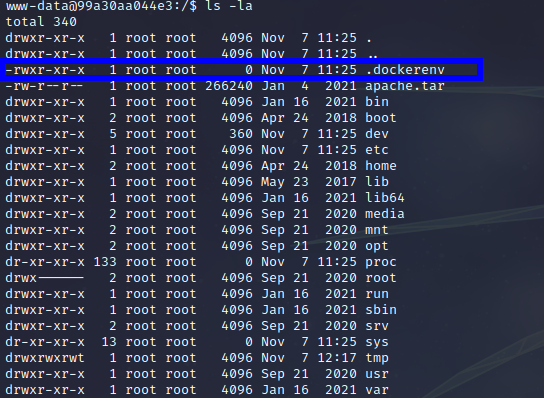 www-data@99a30aa044e3:/$ ls -la
total 340
drwxr-xr-x   1 root root   4096 Nov  7 11:25 .
drwxr-xr-x   1 root root   4096 Nov  7 11:25 ..
-rwxr-xr-x   1 root root      0 Nov  7 11:25 .dockerenv
-rw-r--r--   1 root root 266240 Jan  4  2021 apache.tar
drwxr-xr-x   1 root root   4096 Jan 16  2021 bin
drwxr-xr-x   2 root root   4096 Apr 24  2018 boot
drwxr-xr-x   5 root root    360 Nov  7 11:25 dev
drwxr-xr-x   1 root root   4096 Nov  7 11:25 etc
drwxr-xr-x   2 root root   4096 Apr 24  2018 home
drwxr-xr-x   1 root root   4096 May 23  2017 lib
drwxr-xr-x   1 root root   4096 Jan 16  2021 lib64
drwxr-xr-x   2 root root   4096 Sep 21  2020 media
drwxr-xr-x   2 root root   4096 Sep 21  2020 mnt
drwxr-xr-x   2 root root   4096 Sep 21  2020 opt
dr-xr-xr-x 133 root root      0 Nov  7 11:25 proc
drwx------   2 root root   4096 Sep 21  2020 root
drwxr-xr-x   1 root root   4096 Jan 16  2021 run
drwxr-xr-x   1 root root   4096 Jan 16  2021 sbin
drwxr-xr-x   2 root root   4096 Sep 21  2020 srv
dr-xr-xr-x  13 root root      0 Nov  7 11:25 sys
drwxrwxrwt   1 root root   4096 Nov  7 12:17 tmp
drwxr-xr-x   1 root root   4096 Sep 21  2020 usr
drwxr-xr-x   1 root root   4096 Jan 16  2021 var